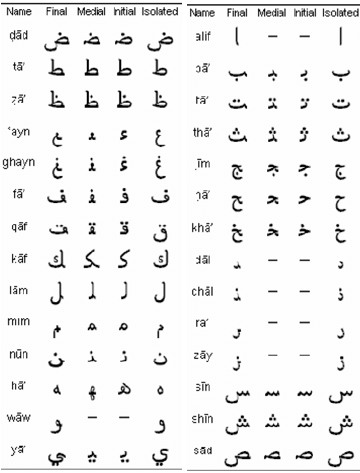 Name Final Medial Initial Isolated
ḍād ـض ـضـ ضـ ض
ṭā’ ـط ـطـ طـ ط
ẓā’ ـظ ـظـ ظـ ظ
‘ayn ـع ـعـ عـ ع
ghayn ـغ ـغـ غـ غ
fā’ ـف ـفـ فـ ف
qāf ـق ـقـ قـ ق
kāf ـك ـكـ كـ ك
lām ـل ـلـ لـ ل
mīm ـم ـمـ مـ م
nūn ـن ـنـ نـ ن
hā’ ـه ـهـ هـ ه
wāw ـو – – و
yā’ ـي ـيـ يـ ي
Name Final Medial Initial Isolated
alif ـا – – ا
bā’ ـب ـبـ بـ ب
tā’ ـت ـتـ تـ ت
thā’ ـث ـثـ ثـ ث
jīm ـج ـجـ جـ ج
ḥā’ ـح ـحـ حـ ح
khā’ ـخ ـخـ خـ خ
dāl ـد – – د
dhāl ـذ – – ذ
rā’ ـر – – ر
zāy ـز – – ز
sīn ـس ـسـ سـ س
shīn ـش ـشـ شـ ش
ṣād ـص ـصـ صـ ص